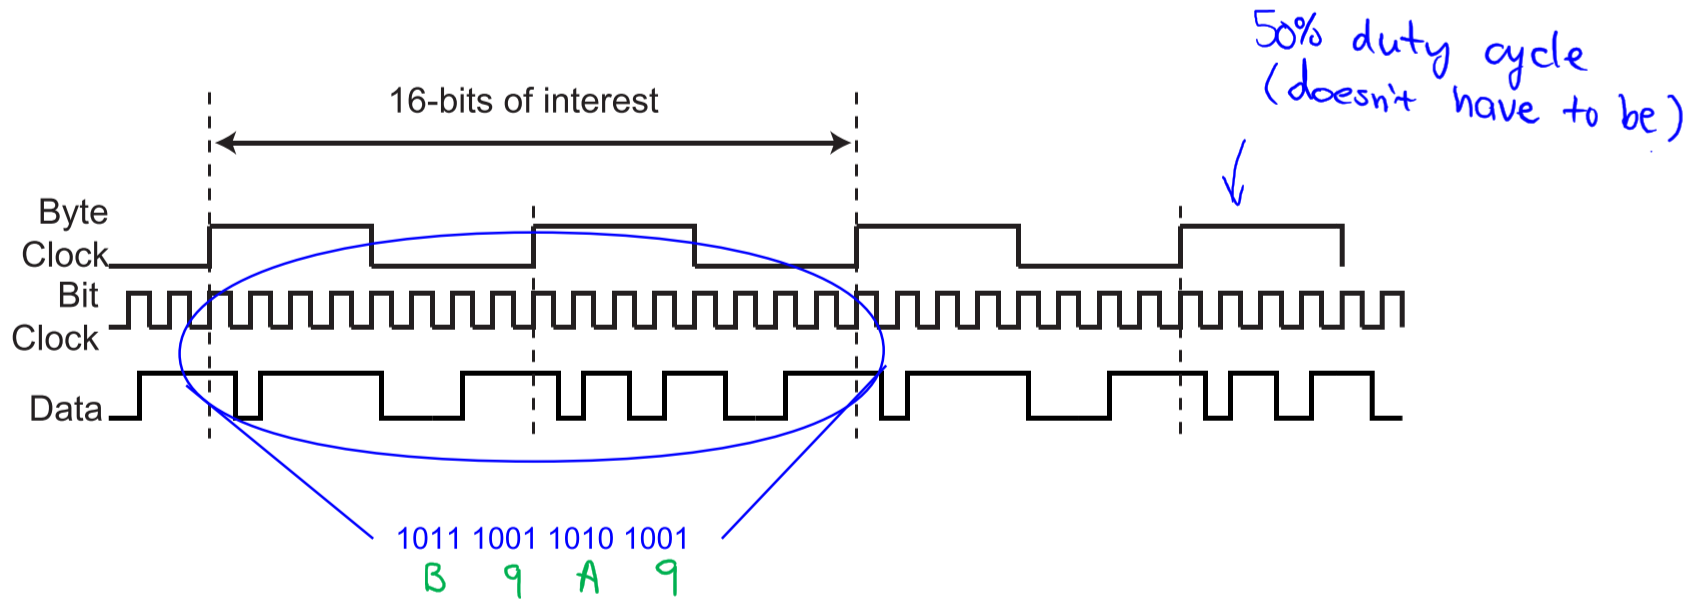 50% duty cycle
(doesn't have to be)
16-bits of interest
Byte
Clock
Bit
Clock
Data
1011 1001 1010 1001
B 9 A 9